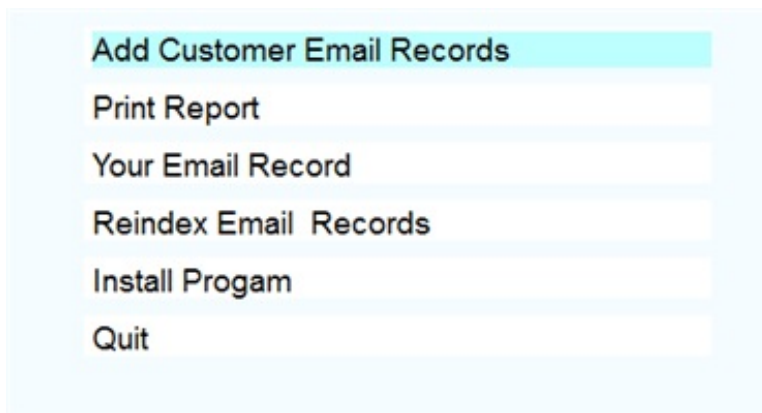 Add Customer Email Records
Print Report
Your Email Record
Reindex Email  Records
Install Progam
Quit